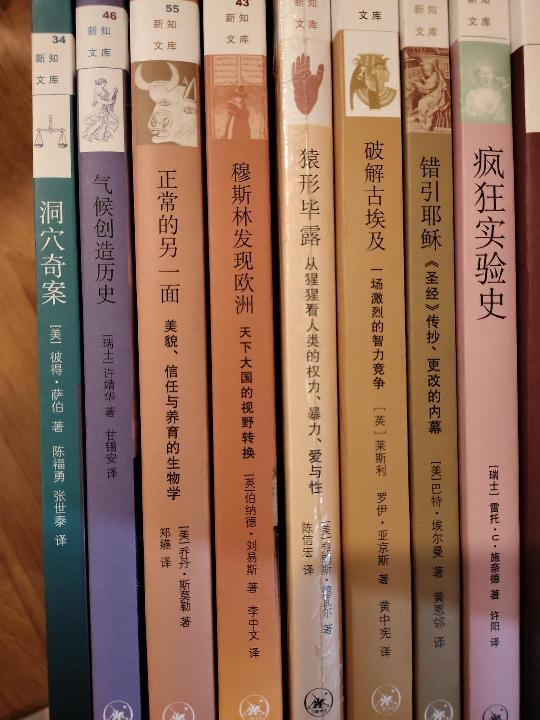 34
新知
文库
洞穴奇案
[美] 彼得·萨伯 著
陈福勇 张世泰 译
46
新知
文库
气候创造历史
[瑞士] 许靖华 著
甘锡安 译
55
新知
文库
正常的另一面
美貌、信任与养育的生物学
[美] 乔丹·斯莫勒 著
郑嬿 译
43
新知
文库
穆斯林发现欧洲
天下大国的视野转换
[英] 伯纳德·刘易斯 著
李中文 译
新知
文库
猿形毕露
从猩猩看人类的权力、暴力、爱与性
著
陈信宏 译
文库
破解古埃及
一场激烈的智力竞争
[英] 莱斯利 罗伊·亚京斯 著
黄中宪 译
新知
文库
错引耶稣
《圣经》传抄、更改的内幕
[美] 巴特·埃尔曼 著
黄恩邻 译
新知
文库
疯狂实验史
[瑞士] 雷托·U·施奈德 著
许阳 译